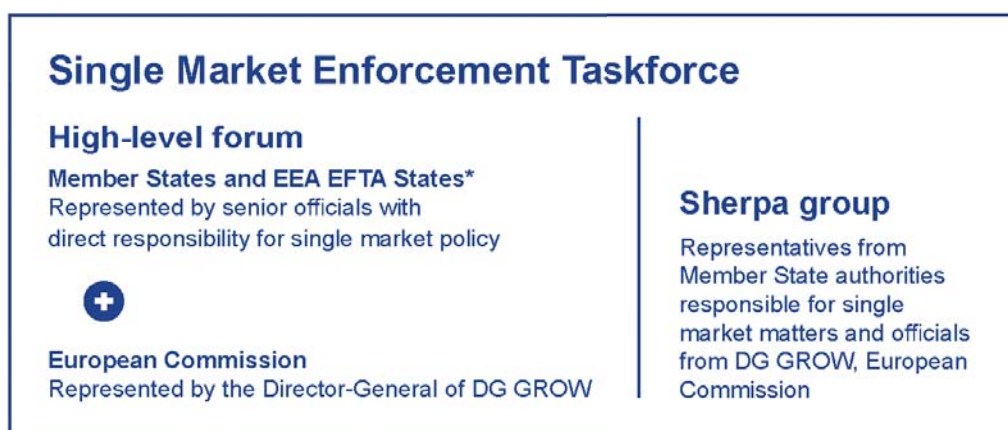 Single Market Enforcement Taskforce
High-level forum
Member States and EEA EFTA States*
Represented by senior officials with
direct responsibility for single market policy
European Commission
Represented by the Director-General of DG GROW
Sherpa group
Representatives from
Member State authorities
responsible for single
market matters and officials
from DG GROW, European
Commission